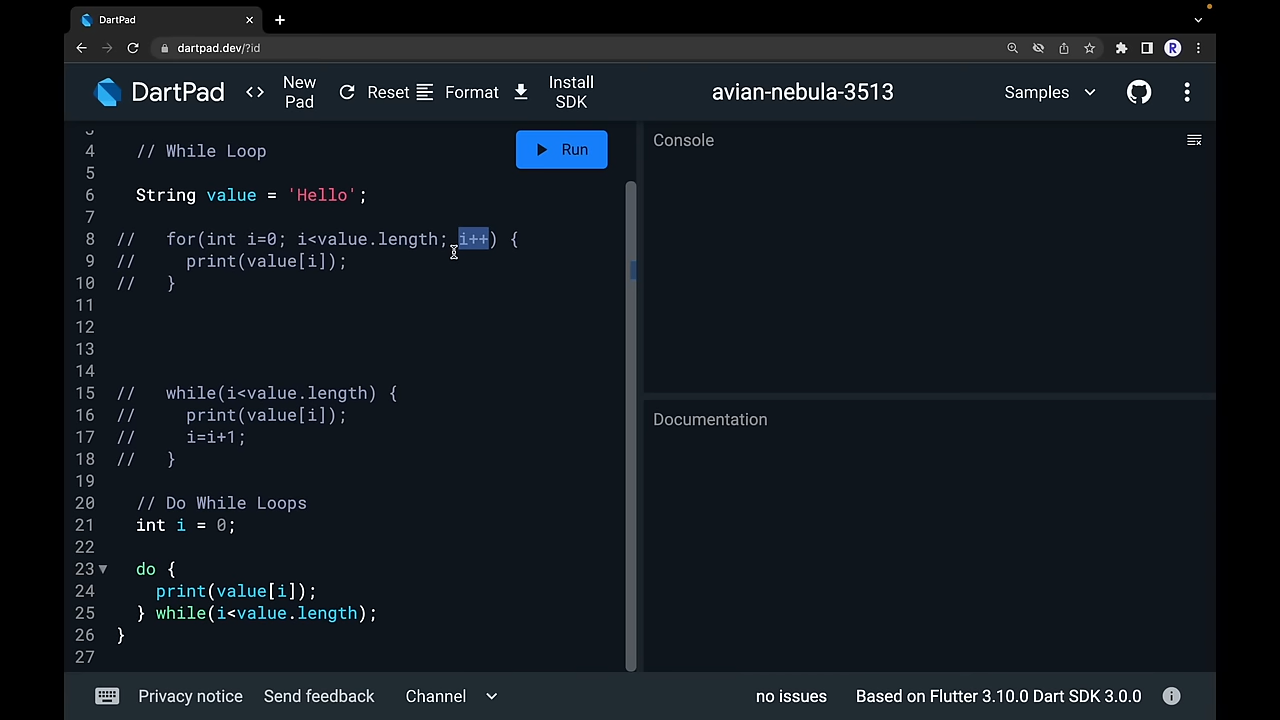 DartPad
dartpad.dev/?id
R
DartPad
<>
New Pad
Reset
Format
Install SDK
avian-nebula-3513
Samples
Run
Console
4 // While Loop
5
6 String value = 'Hello';
7
8 // for(int i=0; i<value.length; i++) {
9 // print(value[i]);
10 // }
11
12
13
14
15 // while(i<value.length) {
16 // print(value[i]);
17 // i=i+1;
18 // }
19
20 // Do While Loops
21 int i = 0;
22
23 do {
24 print(value[i]);
25 } while(i<value.length);
26 }
27
Documentation
Privacy notice
Send feedback
Channel
no issues
Based on Flutter 3.10.0 Dart SDK 3.0.0